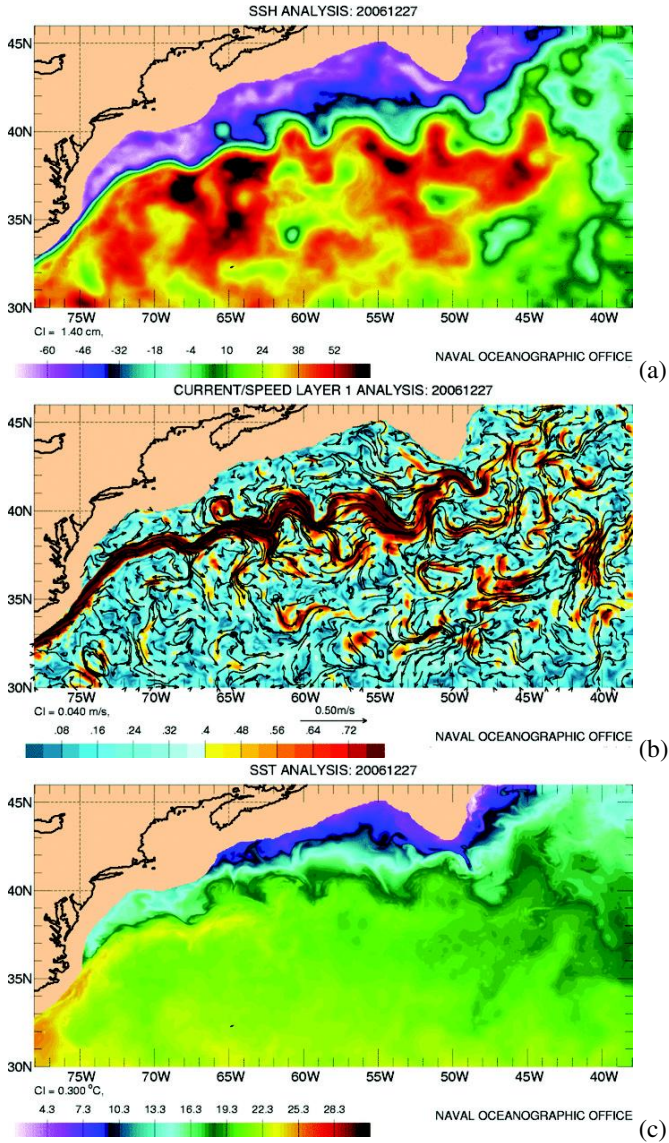 SSH ANALYSIS: 20061227
45N
40N
35N
30N
75W 70W 65W 60W 55W 50W 45W 40W
CI = 1.40 cm,
-60 -46 -32 -18 -4 10 24 38 52
NAVAL OCEANOGRAPHIC OFFICE
(a)
CURRENT/SPEED LAYER 1 ANALYSIS: 20061227
45N
40N
35N
30N
75W 70W 65W 60W 55W 50W 45W 40W
CI = 0.040 m/s,
0.50m/s
.08 .16 .24 .32 .4 .48 .56 .64 .72
NAVAL OCEANOGRAPHIC OFFICE
(b)
SST ANALYSIS: 20061227
45N
40N
35N
30N
75W 70W 65W 60W 55W 50W 45W 40W
CI = 0.300 °C,
4.3 7.3 10.3 13.3 16.3 19.3 22.3 25.3 28.3
NAVAL OCEANOGRAPHIC OFFICE
(c)